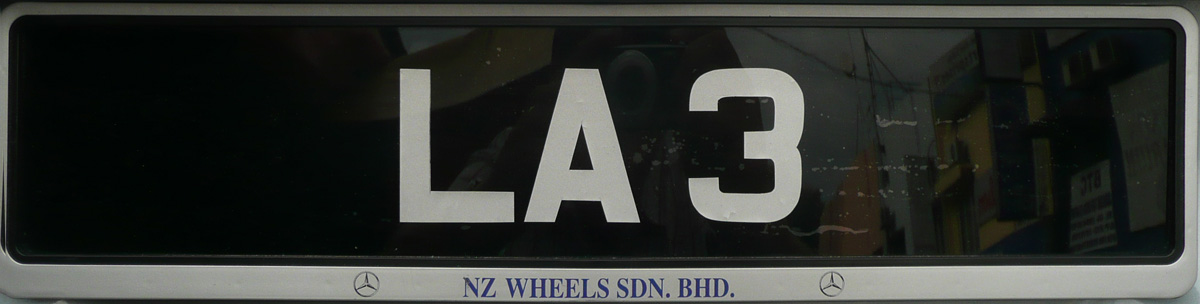 LA 3
NZ WHEELS SDN. BHD.